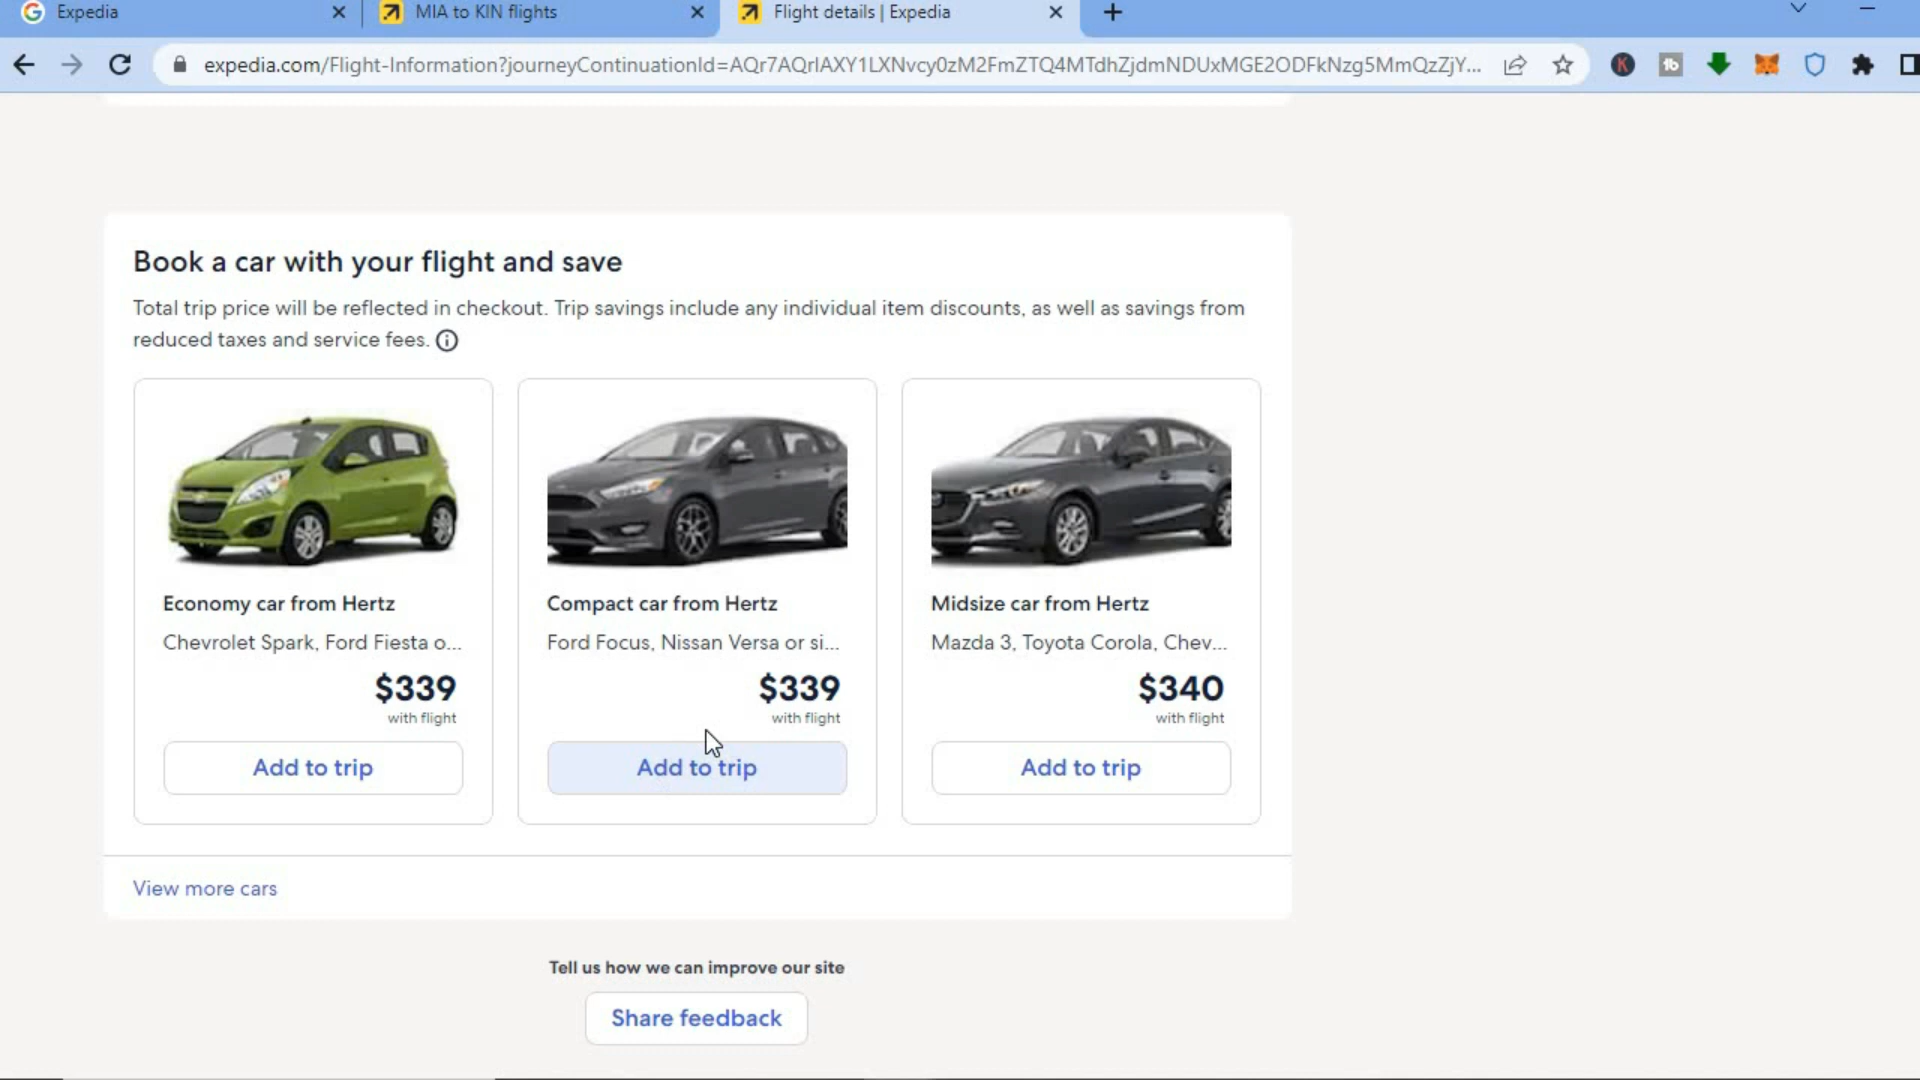 Expedia
MIA to KIN flights
Flight details | Expedia
expedia.com/Flight-Information?journeyContinuationId=AQr7AQrIAXY1LXNvcy0zM2FmZTQ4MTdhZjdmNDUxMGE2ODFkNzg5MmQzZjY...
Book a car with your flight and save
Total trip price will be reflected in checkout. Trip savings include any individual item discounts, as well as savings from
reduced taxes and service fees.
Economy car from Hertz
Chevrolet Spark, Ford Fiesta o...
$339
with flight
Add to trip
Compact car from Hertz
Ford Focus, Nissan Versa or si...
$339
with flight
Add to trip
Midsize car from Hertz
Mazda 3, Toyota Corola, Chev...
$340
with flight
Add to trip
View more cars
Tell us how we can improve our site
Share feedback